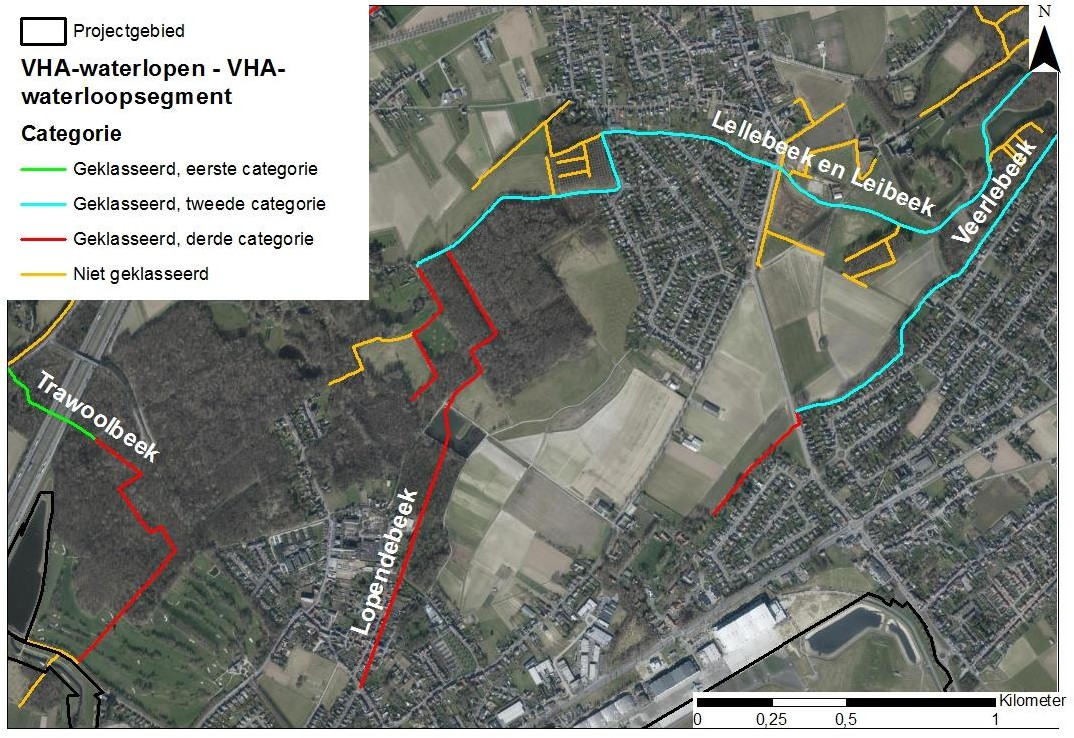 Projectgebied
VHA-waterlopen - VHA-
waterloopsegment
Categorie
Geklasseerd, eerste categorie
Geklasseerd, tweede categorie
Geklasseerd, derde categorie
Niet geklasseerd
N
Lellebeek en Leibeek
Veerlebeek
Trawoolbeek
Lopendebeek
Kilometer
0 0,25 0,5 1